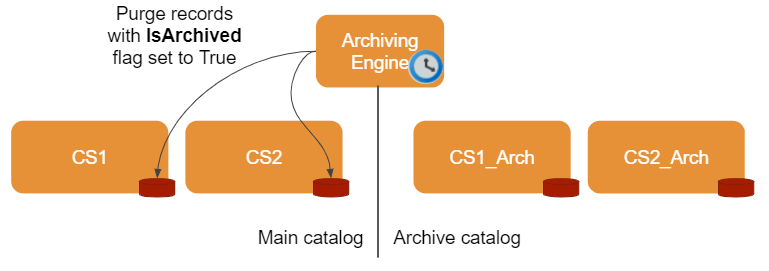 Purge records
with IsArchived
flag set to True
Archiving
Engine
CS1
CS2
CS1_Arch
CS2_Arch
Main catalog
Archive catalog